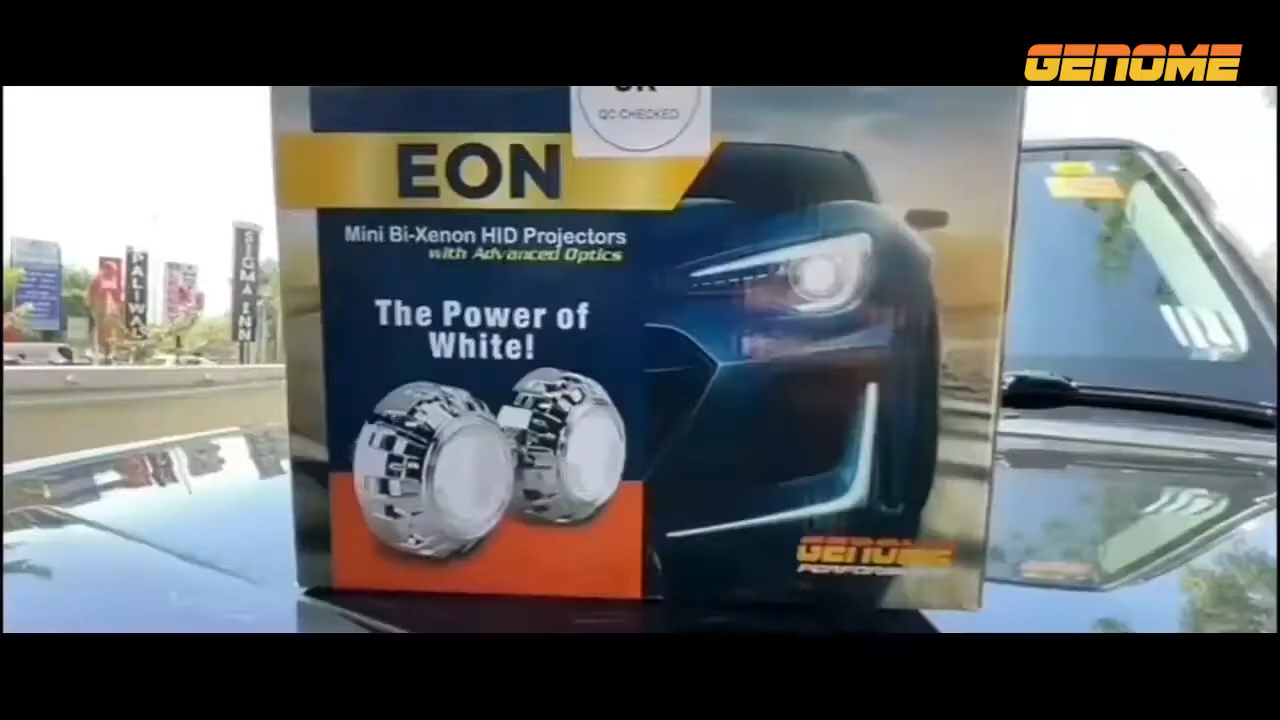 GENOME
QC CHECKED
EON
Mini Bi-Xenon HID Projectors
with Advanced Optics
The Power of
White!
SIGMA INN
GENOME